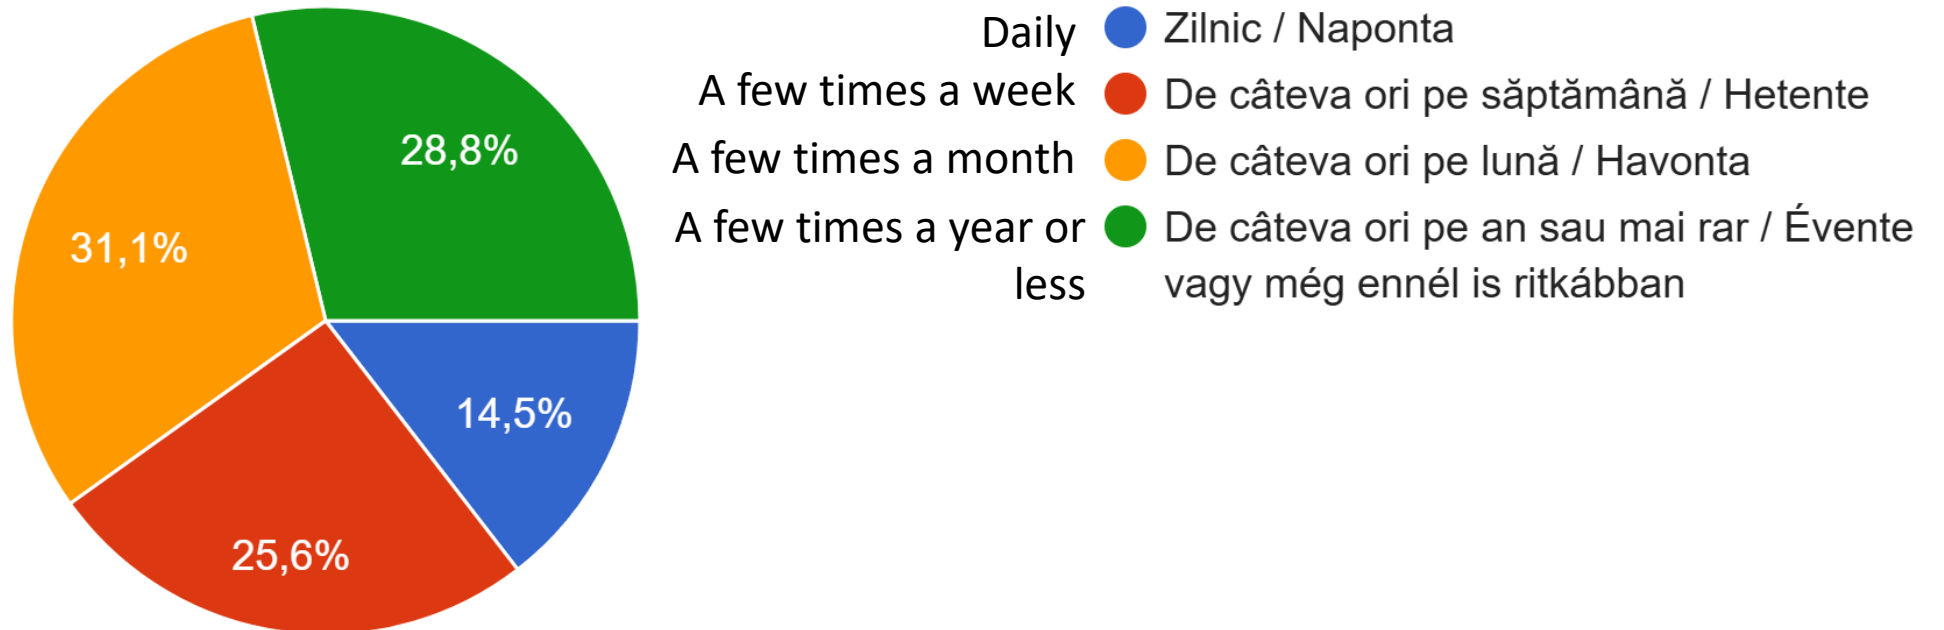 28,8%
31,1%
14,5%
25,6%
Daily
Zilnic / Naponta
A few times a week
De câteva ori pe săptămână / Hetente
A few times a month
De câteva ori pe lună / Havonta
A few times a year or
less
De câteva ori pe an sau mai rar / Évente
vagy még ennél is ritkábban